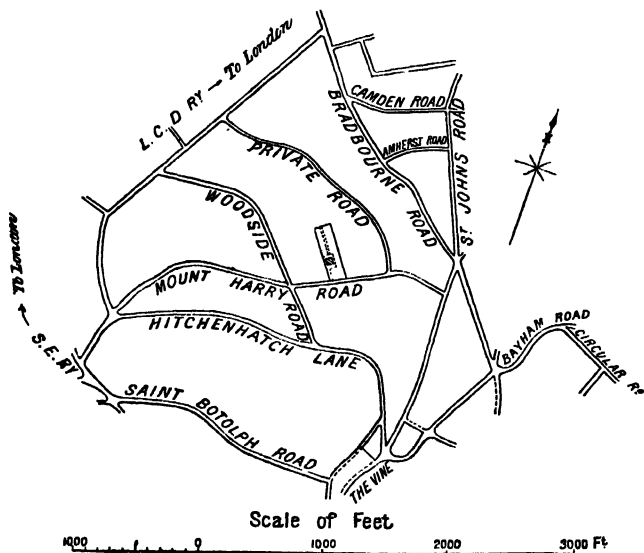 L.C.D RY → To London
CAMDEN ROAD
AMHERST ROAD
BRADBOURNE ROAD
ST JOHNS ROAD
PRIVATE ROAD
WOODSIDE ROAD
MOUNT HARRY ROAD
HITCHENHATCH LANE
→ To London
S.E. RY
SAINT BOTOLPH ROAD
BAYHAM ROAD
CIRCULAR RD
THE VINE
Scale of Feet
1000 0 1000 2000 3000 Ft.